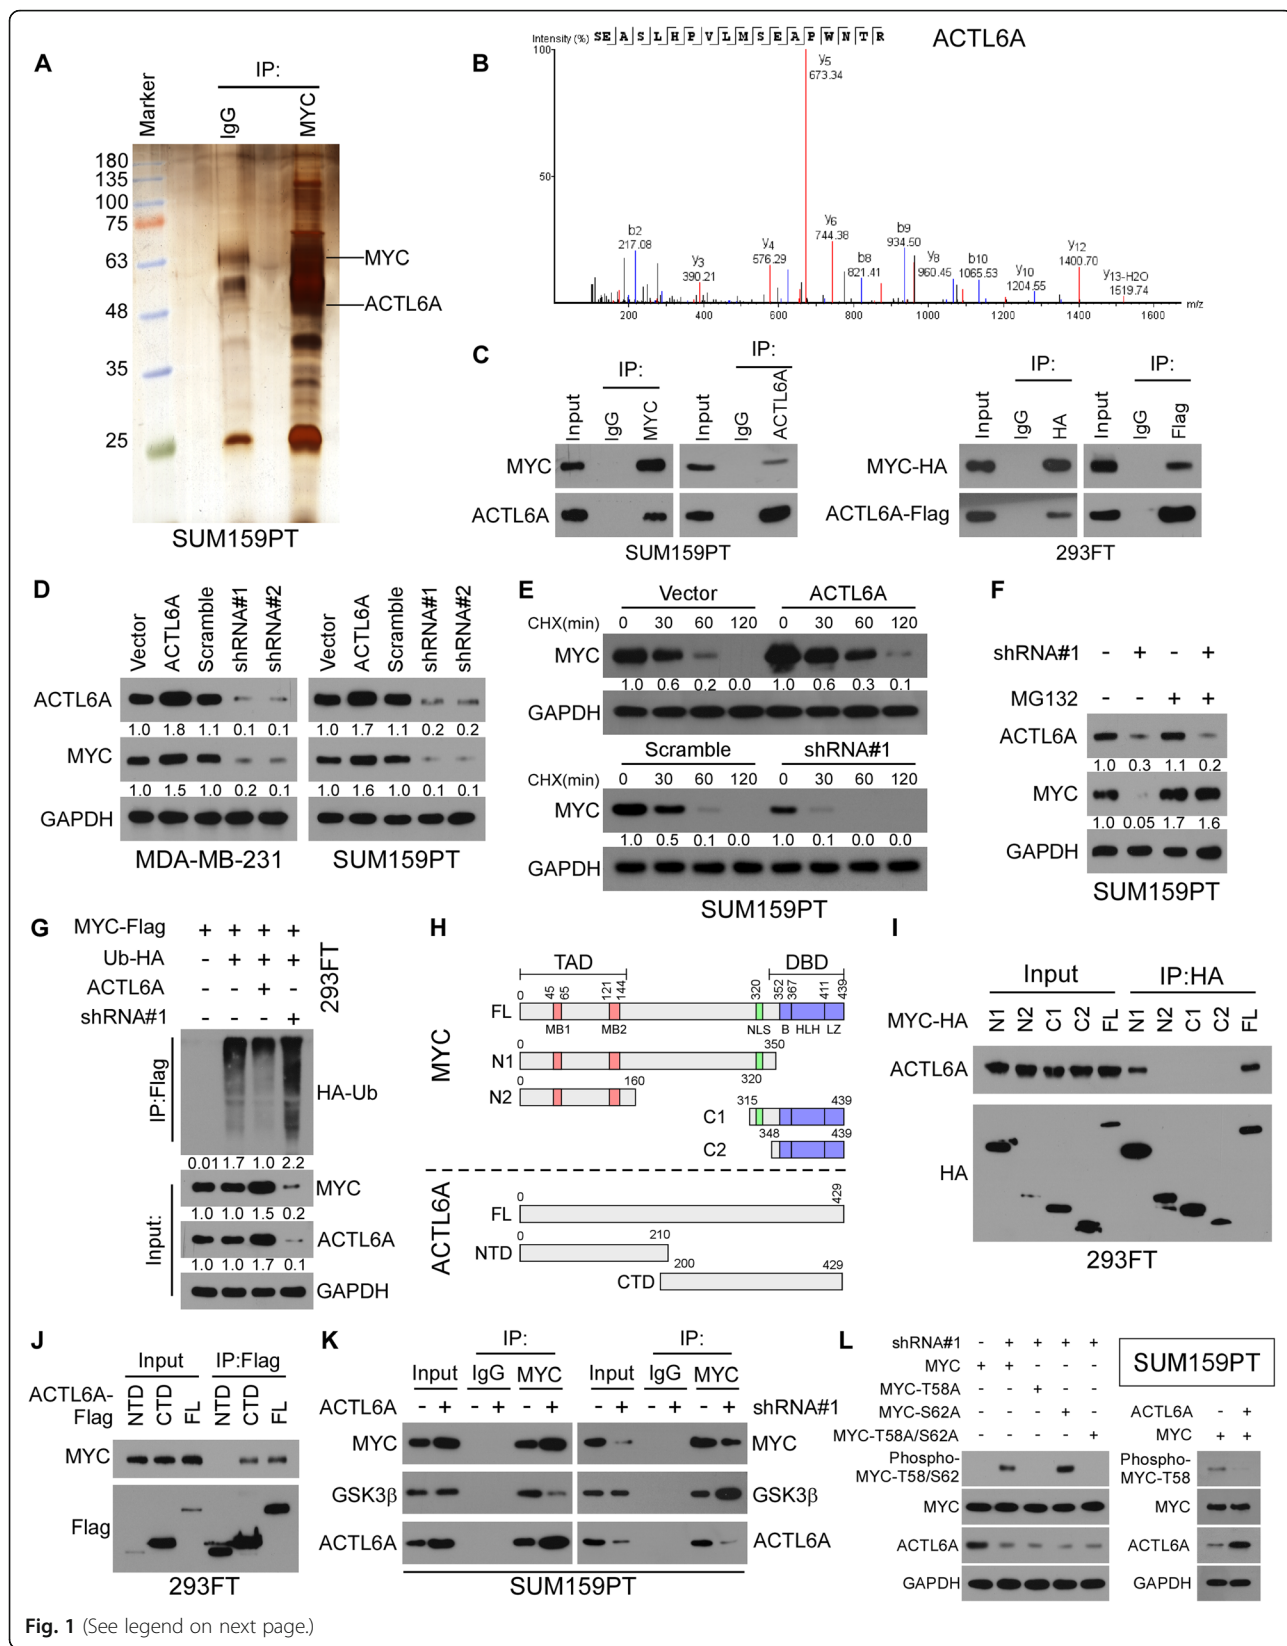 A
IP:
Marker
IgG
MYC
180
135
100
75
63
48
35
25
MYC
ACTL6A
SUM159PT
B
Intensity (%)
SEASLHPVLMSEAPWNTR
ACTL6A
100
50
b2
217.08
y3
390.21
y4
576.29
y5
673.34
y6
744.38
b8
821.41
b9
934.50
y8
960.45
b10
1065.53
y10
1204.55
y12
1400.70
y13-H2O
1519.74
200 400 600 800 1000 1200 1400 1600 m/z
C
IP: IP: IP: IP:
Input IgG MYC Input IgG ACTL6A Input IgG HA Input IgG Flag
MYC MYC-HA
ACTL6A ACTL6A-Flag
SUM159PT 293FT
D
Vector ACTL6A Scramble shRNA#1 shRNA#2 Vector ACTL6A Scramble shRNA#1 shRNA#2
ACTL6A
1.0 1.8 1.1 0.1 0.1 1.0 1.7 1.1 0.2 0.2
MYC
1.0 1.5 1.0 0.2 0.1 1.0 1.6 1.0 0.1 0.1
GAPDH
MDA-MB-231 SUM159PT
E
Vector ACTL6A
CHX(min) 0 30 60 120 0 30 60 120
MYC
1.0 0.6 0.2 0.0 1.0 0.6 0.3 0.1
GAPDH
Scramble shRNA#1
CHX(min) 0 30 60 120 0 30 60 120
MYC
1.0 0.5 0.1 0.0 1.0 0.1 0.0 0.0
GAPDH
SUM159PT
F
shRNA#1 - + - +
MG132 - - + +
ACTL6A
1.0 0.3 1.1 0.2
MYC
1.0 0.05 1.7 1.6
GAPDH
SUM159PT
G
MYC-Flag + + + +
Ub-HA - + + +
ACTL6A - - + -
shRNA#1 - - - +
293FT
IP:Flag
HA-Ub
0.01 1.7 1.0 2.2
Input:
MYC
1.0 1.0 1.5 0.2
ACTL6A
1.0 1.0 1.7 0.1
GAPDH
H
TAD DBD
0 45 65 121 144 320 352 367 411 439
MYC
FL
MB1 MB2 NLS B HLH LZ
0 350
N1
320
0 160
N2
315 439
C1
348 439
C2
ACTL6A
0 429
FL
0 210
NTD
200 429
CTD
I
Input IP:HA
MYC-HA N1 N2 C1 C2 FL N1 N2 C1 C2 FL
ACTL6A
HA
293FT
J
Input IP:Flag
ACTL6A-
Flag
NTD CTD FL NTD CTD FL
MYC
Flag
293FT
K
IP: IP:
Input IgG MYC Input IgG MYC
ACTL6A - + - + - + - + - + - + shRNA#1
MYC MYC
GSK3β GSK3β
ACTL6A ACTL6A
SUM159PT
L
shRNA#1 - + + + +
MYC + + - - -
MYC-T58A - - + - -
MYC-S62A - - - + -
MYC-T58A/S62A - - - - +
Phospho-
MYC-T58/S62
MYC
ACTL6A
GAPDH
SUM159PT
ACTL6A - +
MYC + +
Phospho-
MYC-T58
MYC
ACTL6A
GAPDH
Fig. 1 (See legend on next page.)